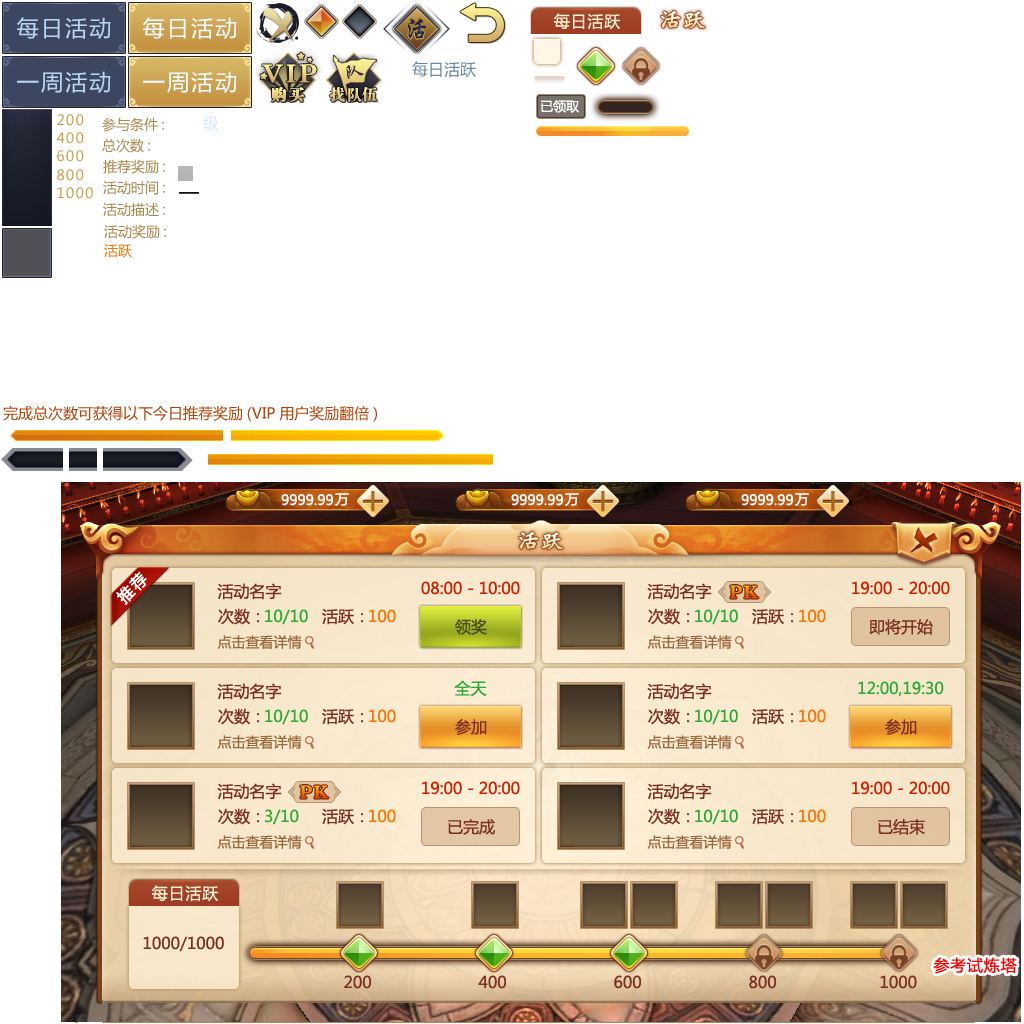 每日活动
每日活动
一周活动
一周活动
活
每日活跃
VIP
购买
队
找队伍
每日活跃
活跃
已领取
200
400
600
800
1000
参与条件 :
级
总次数 :
推荐奖励 :
活动时间 :
活动描述 :
活动奖励 :
活跃
完成总次数可获得以下今日推荐奖励 (VIP 用户奖励翻倍 )
9999.99万
9999.99万
9999.99万
活跃
推荐
活动名字
08:00 - 10:00
次数 : 10/10 活跃 : 100
领奖
点击查看详情
活动名字 PK
19:00 - 20:00
次数 : 10/10 活跃 : 100
即将开始
点击查看详情
活动名字
全天
次数 : 10/10 活跃 : 100
参加
点击查看详情
活动名字
12:00,19:30
次数 : 10/10 活跃 : 100
参加
点击查看详情
活动名字 PK
19:00 - 20:00
次数 : 3/10 活跃 : 100
已完成
点击查看详情
活动名字
19:00 - 20:00
次数 : 10/10 活跃 : 100
已结束
点击查看详情
每日活跃
1000/1000
200
400
600
800
1000
参考试炼塔